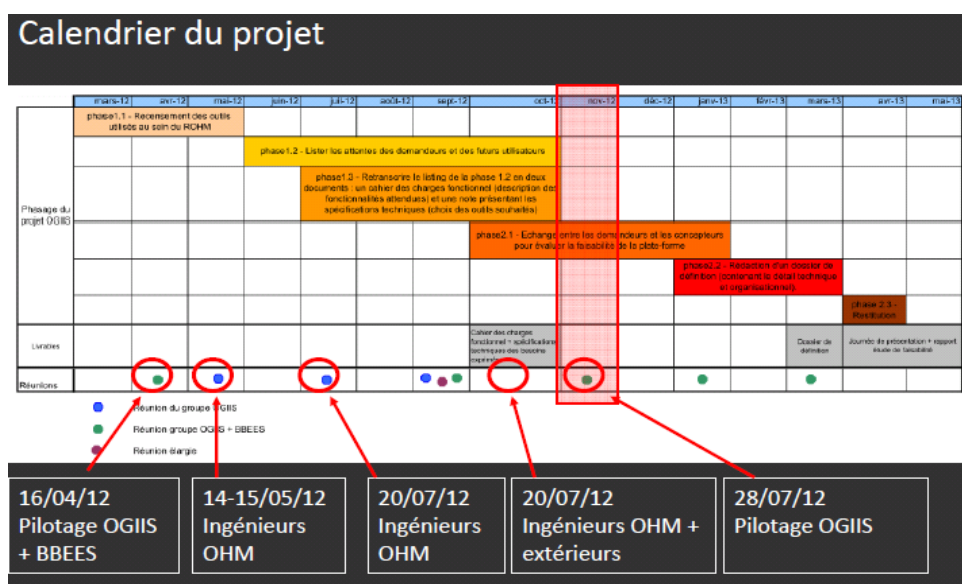 Calendrier du projet
mars-12 avr-12 mai-12 juin-12 juil-12 août-12 sept-12 oct-12 nov-12 déc-12 janv-13 févr-13 mars-13 avr-13 mai-13
phase1.1 - Recensement des outils
utilisés au sein du ROHM
phase1.2 - Lister les attentes des demandeurs et des futurs utilisateurs
phase1.3 - Retranscrire le listing de la phase 1.2 en deux
documents : un cahier des charges fonctionnel (description des
fonctionnalités attendues) et une note présentant les
spécifications techniques (choix des outils souhaités)
Phasage du
projet OGIIS
phase2.1 - Echange entre les demandeurs et les concepteurs
pour évaluer la faisabilité de la plate-forme
phase2.2 - Rédaction d'un dossier de
définition (contenant le détail technique
et organisationnel).
phase 2.3 -
Restitution
Livrables
Cahier des charges
fonctionnel + spécifications
techniques des besoins
Dossier de
définition
Journée de présentation + rapport
étude de faisabilité
Réunions
Réunion du groupe OGIIS
Réunion groupe OGIIS + BBEES
Réunion élargie
16/04/12
Pilotage OGIIS
+ BBEES
14-15/05/12
Ingénieurs
OHM
20/07/12
Ingénieurs
OHM
20/07/12
Ingénieurs OHM +
extérieurs
28/07/12
Pilotage OGIIS